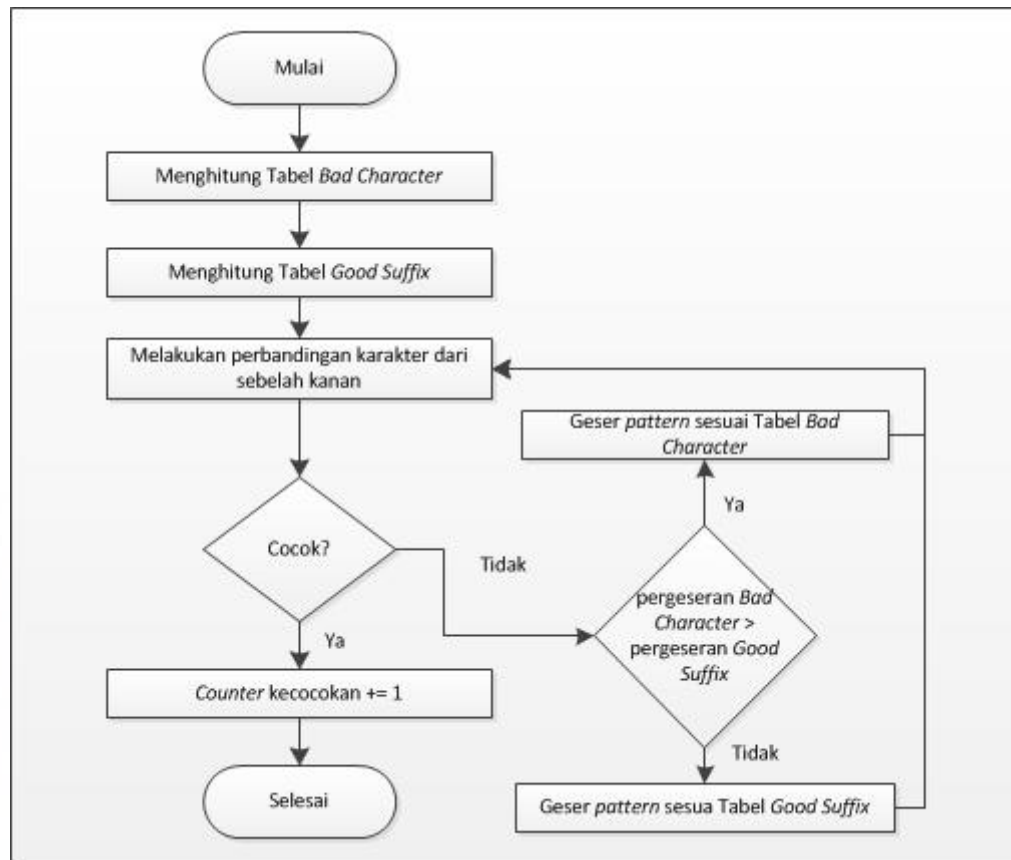 Mulai
Menghitung Tabel Bad Character
Menghitung Tabel Good Suffix
Melakukan perbandingan karakter dari
sebelah kanan
Geser pattern sesuai Tabel Bad
Character
Ya
Cocok?
Tidak
pergeseran Bad
Character >
pergeseran Good
Suffix
Ya
Counter kecocokan += 1
Tidak
Selesai
Geser pattern sesua Tabel Good Suffix